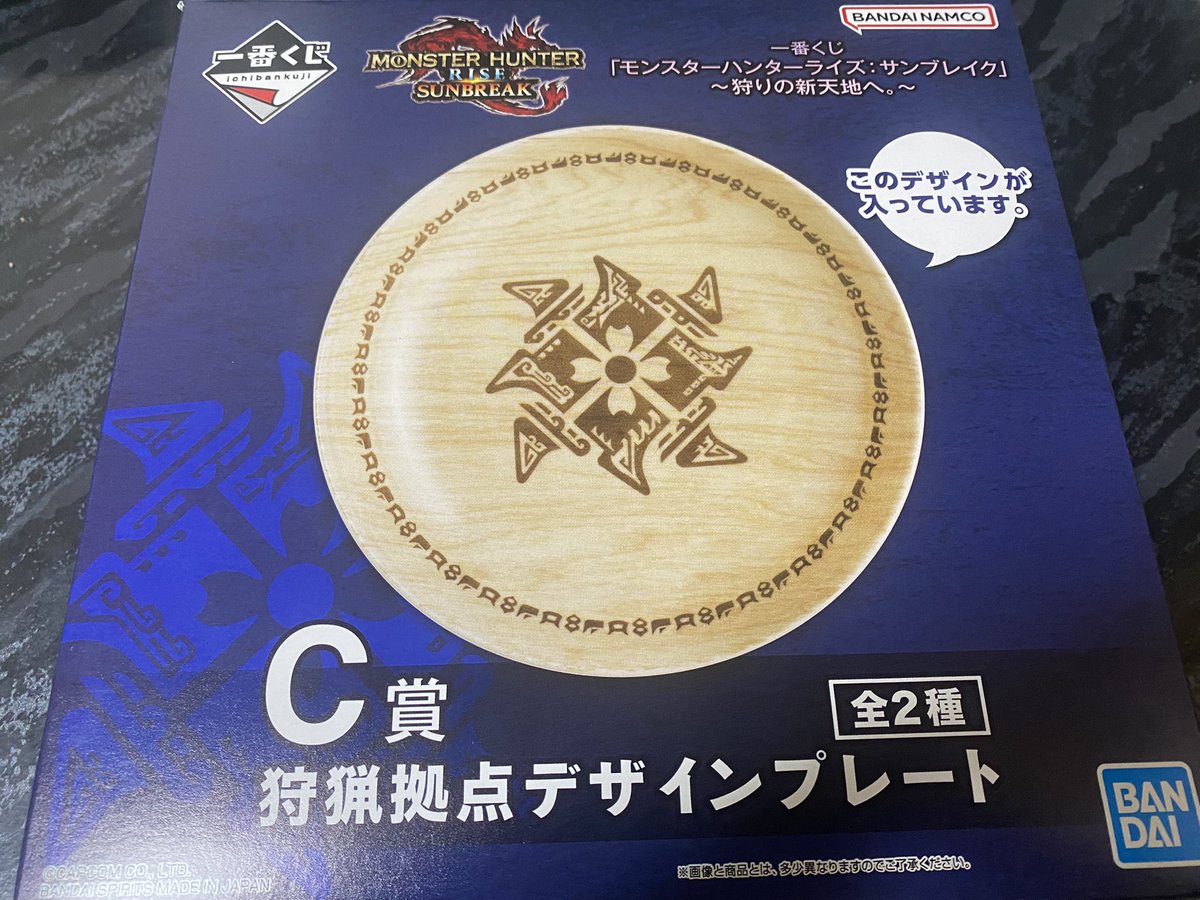 一番くじ
ichibankuji
MONSTER HUNTER
RISE
SUNBREAK
BANDAI NAMCO
一番くじ
「モンスターハンターライズ:サンブレイク」
～狩りの新天地へ。～
このデザインが
入っています。
C賞
全2種
狩猟拠点デザインプレート
BAN
DAI
©CAPCOM CO., LTD.
BANDAI SPIRITS MADE IN JAPAN
※画像と商品とは、多少異なりますのでご了承ください。